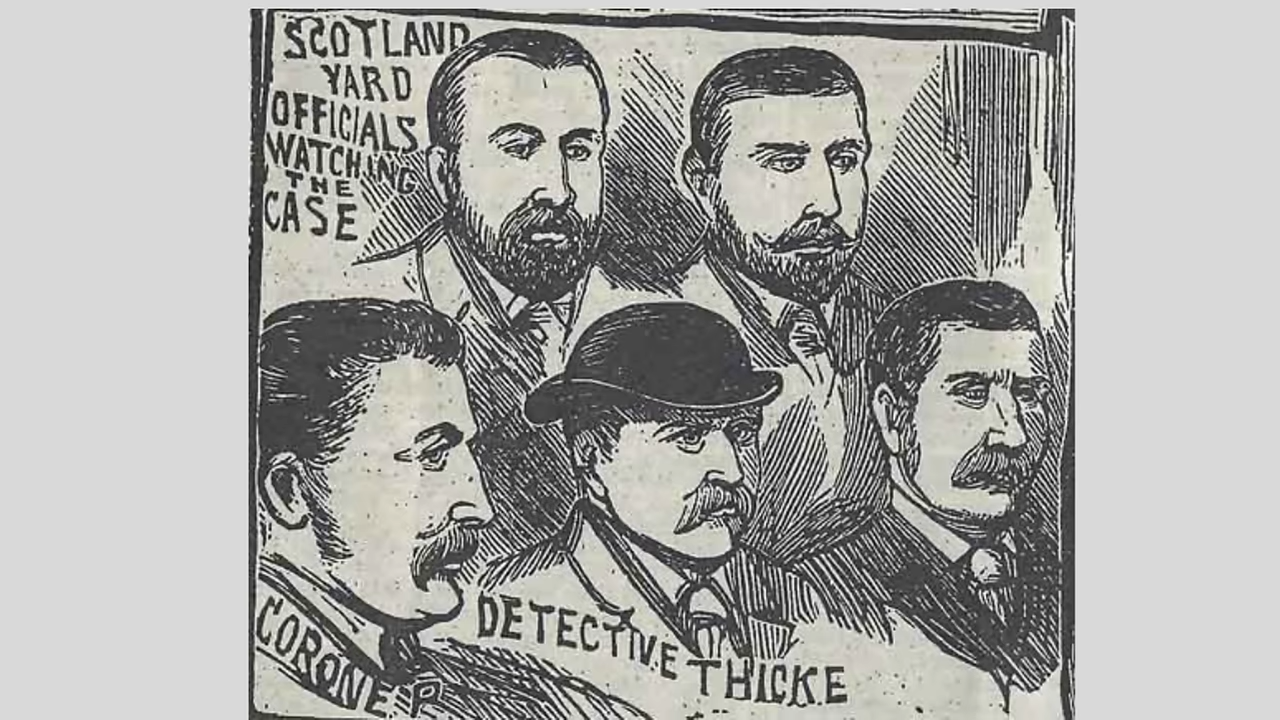 SCOTLAND
YARD
OFFICIALS
WATCHING
THE
CASE
DETECTIVE THICKE
CORONER